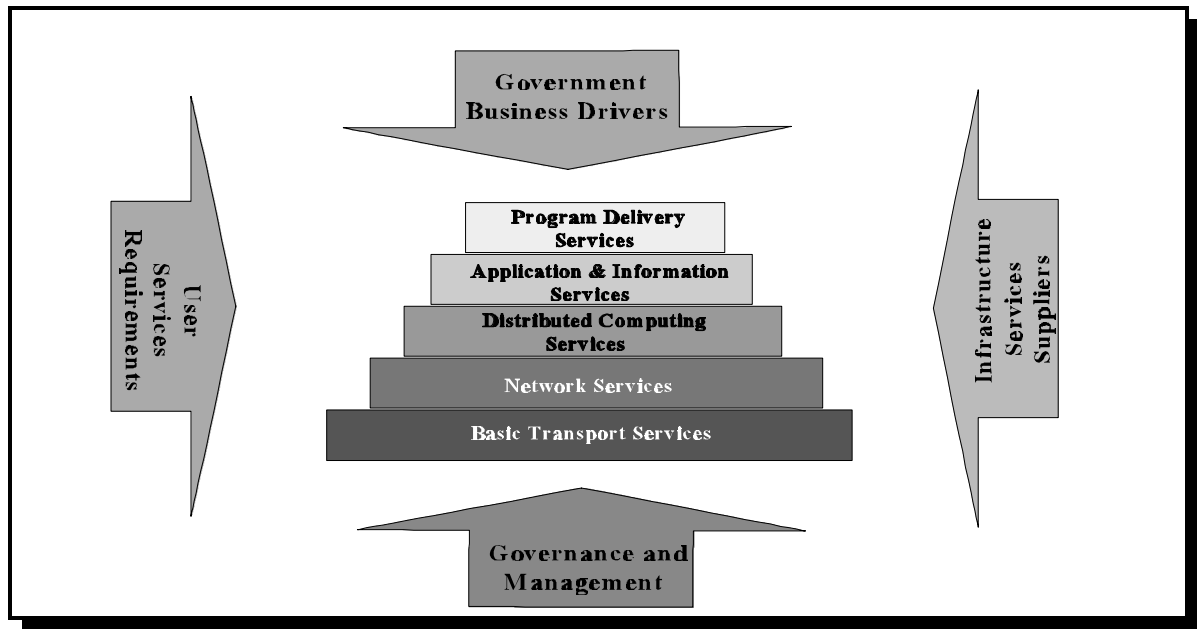 Government
Business Drivers
User
Services
Requirements
Program Delivery
Services
Application & Information
Services
Distributed Computing
Services
Network Services
Basic Transport Services
Infrastructure
Services
Suppliers
Governance and
Management